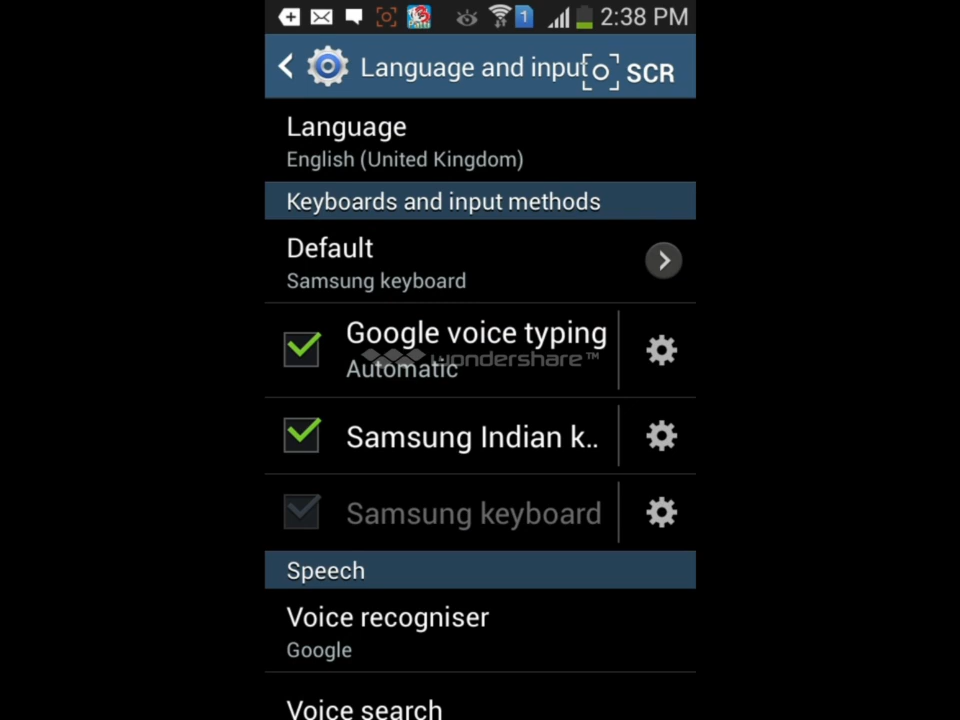 2:38 PM
Language and input
SCR
Language
English (United Kingdom)
Keyboards and input methods
Default
Samsung keyboard
Google voice typing
wondershare™
Automatic
Samsung Indian k..
Samsung keyboard
Speech
Voice recogniser
Google
Voice search